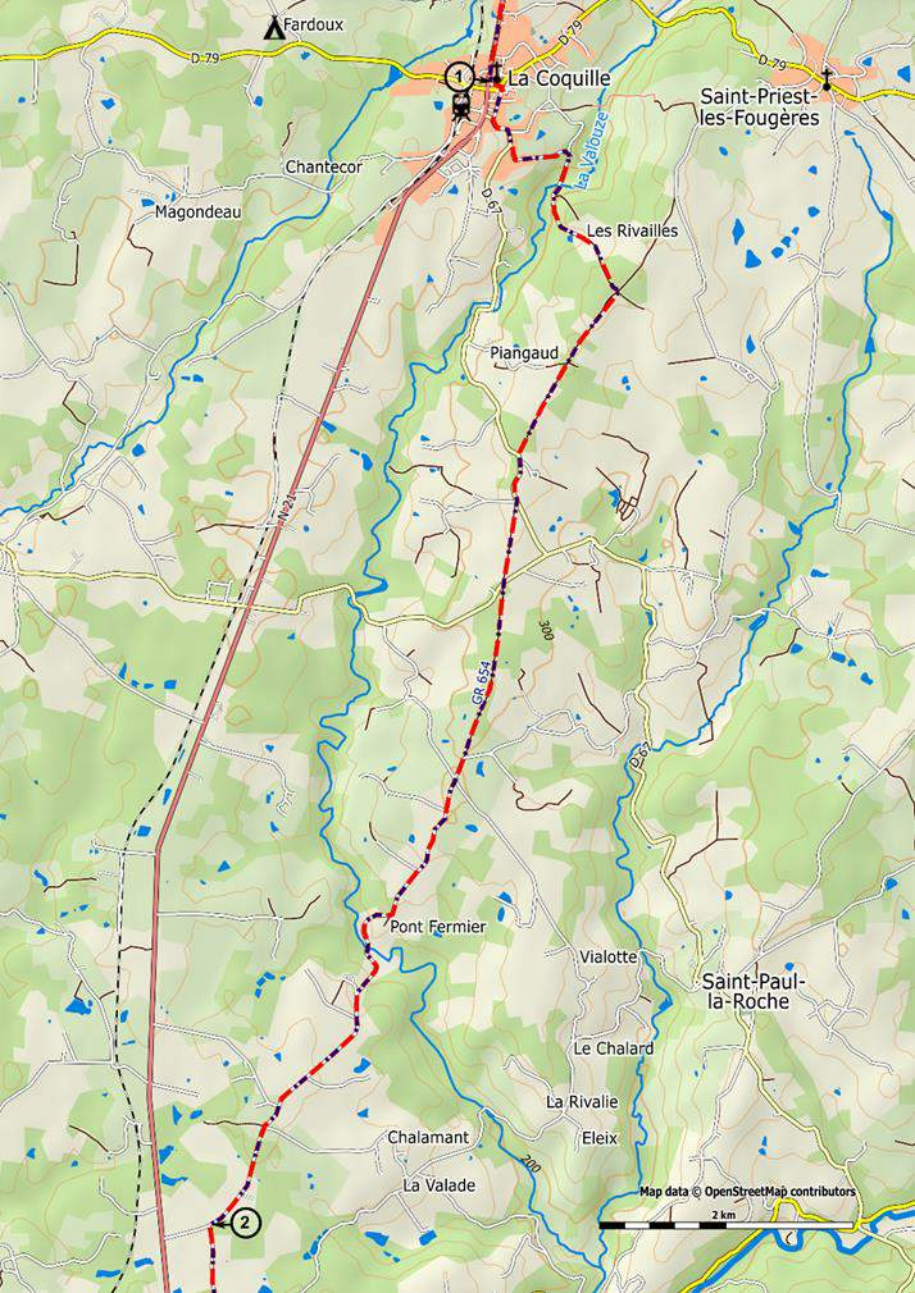 Fardoux
D 79
D 79
1
La Coquille
D 79
Saint-Priest-
les-Fougères
La Valouze
Chantecor
D 67
Magondeau
Les Rivailles
Piangaud
N 21
300
GR 654
D 67
Pont Fermier
Vialotte
Saint-Paul-
la-Roche
Le Chalard
La Rivalie
Chalamant
Eleix
200
La Valade
Map data © OpenStreetMap contributors
2 km
2